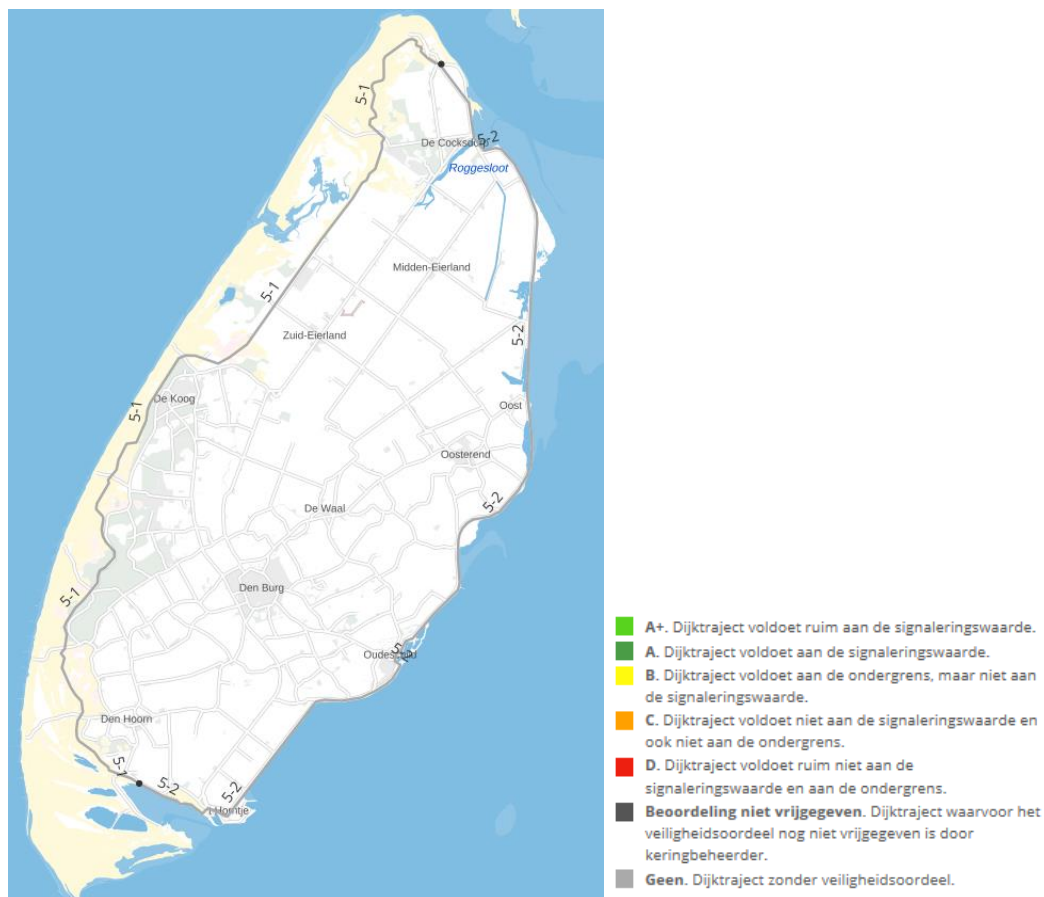 5-1
5-2
De Cocksdorp
Roggesloot
Midden-Eierland
5-1
5-2
Zuid-Eierland
De Koog
5-1
Oost
Oosterend
5-2
De Waal
Den Burg
5-1
5-2
Oudeschild
Den Hoorn
5-1
5-2
5-2
't Horntje
A+. Dijktraject voldoet ruim aan de signaleringswaarde.
A. Dijktraject voldoet aan de signaleringswaarde.
B. Dijktraject voldoet aan de ondergrens, maar niet aan
de signaleringswaarde.
C. Dijktraject voldoet niet aan de signaleringswaarde en
ook niet aan de ondergrens.
D. Dijktraject voldoet ruim niet aan de
signaleringswaarde en aan de ondergrens.
Beoordeling niet vrijgegeven. Dijktraject waarvoor het
veiligheidsoordeel nog niet vrijgegeven is door
keringbeheerder.
Geen. Dijktraject zonder veiligheidsoordeel.